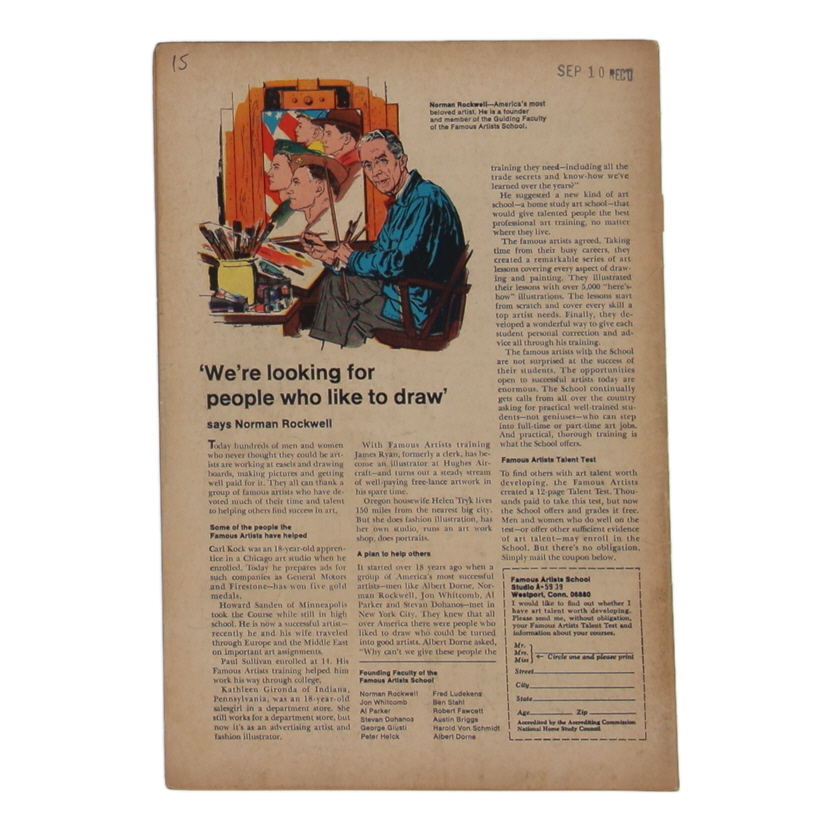 15
SEP 10 REC'D
Norman Rockwell—America's most
beloved artist. He is a founder
and member of the Guiding Faculty
of the Famous Artists School.
'We're looking for
people who like to draw'
says Norman Rockwell
Today hundreds of men and women
who never thought they could be art-
ists are working at easels and drawing
boards, making pictures and getting
well paid for it. They all can thank a
group of famous artists who have de-
voted much of their time and talent
to helping others find success in art.
Some of the people the
Famous Artists have helped
Carl Kock was an 18-year-old appren-
tice in a Chicago art studio when he
enrolled. Today he prepares ads for
such companies as General Motors
and Firestone—has won five gold
medals.
Howard Sanden of Minneapolis
took the Course while still in high
school. He is now a successful artist—
recently he and his wife traveled
through Europe and the Middle East
on important art assignments.
Paul Sullivan enrolled at 14. His
Famous Artists training helped him
work his way through college.
Kathleen Gironda of Indiana,
Pennsylvania, was an 18-year-old
salesgirl in a department store. She
still works for a department store, but
now it's as an advertising artist and
fashion illustrator.
With Famous Artists training
James Ryan, formerly a clerk, has be-
come an illustrator at Hughes Air-
craft—and turns out a steady stream
of well-paying free-lance artwork in
his spare time.
Oregon housewife Helen Tryk lives
150 miles from the nearest big city.
But she does fashion illustration, has
her own studio, runs an art work
shop, does portraits.
A plan to help others
It started over 18 years ago when a
group of America's most successful
artists—men like Albert Dorne, Nor-
man Rockwell, Jon Whitcomb, Al
Parker and Stevan Dohanos—met in
New York City. They knew that all
over America there were people who
liked to draw who could be turned
into good artists. Albert Dorne asked,
"Why can't we give these people the
Founding Faculty of the
Famous Artists School
Norman Rockwell
Jon Whitcomb
Al Parker
Stevan Dohanos
George Giusti
Peter Helck
Fred Ludekens
Ben Stahl
Robert Fawcett
Austin Briggs
Harold Von Schmidt
Albert Dorne
training they need—including all the
trade secrets and know-how we've
learned over the years?"
He suggested a new kind of art
school—a home study art school—that
would give talented people the best
professional art training, no matter
where they live.
The famous artists agreed. Taking
time from their busy careers, they
created a remarkable series of art
lessons covering every aspect of draw-
ing and painting. They illustrated
their lessons with over 5,000 "here's-
how" illustrations. The lessons start
from scratch and cover every skill a
top artist needs. Finally, they de-
veloped a wonderful way to give each
student personal correction and ad-
vice all through his training.
The famous artists with the School
are not surprised at the success of
their students. The opportunities
open to successful artists today are
enormous. The School continually
gets calls from all over the country
asking for practical well-trained stu-
dents—not geniuses—who can step
into full-time or part-time art jobs.
And practical, thorough training is
what the School offers.
Famous Artists Talent Test
To find others with art talent worth
developing, the Famous Artists
created a 12-page Talent Test. Thou-
sands paid to take this test, but now
the School offers and grades it free.
Men and women who do well on the
test—or offer other sufficient evidence
of art talent—may enroll in the
School. But there's no obligation.
Simply mail the coupon below.
Famous Artists School
Studio A-5939
Westport, Conn. 06880
I would like to find out whether I
have art talent worth developing.
Please send me, without obligation,
your Famous Artists Talent Test and
information about your courses.
Mr.
Mrs. ← Circle one and please print
Miss
Street
City
State
Age Zip
Accredited by the Accrediting Commission
National Home Study Council